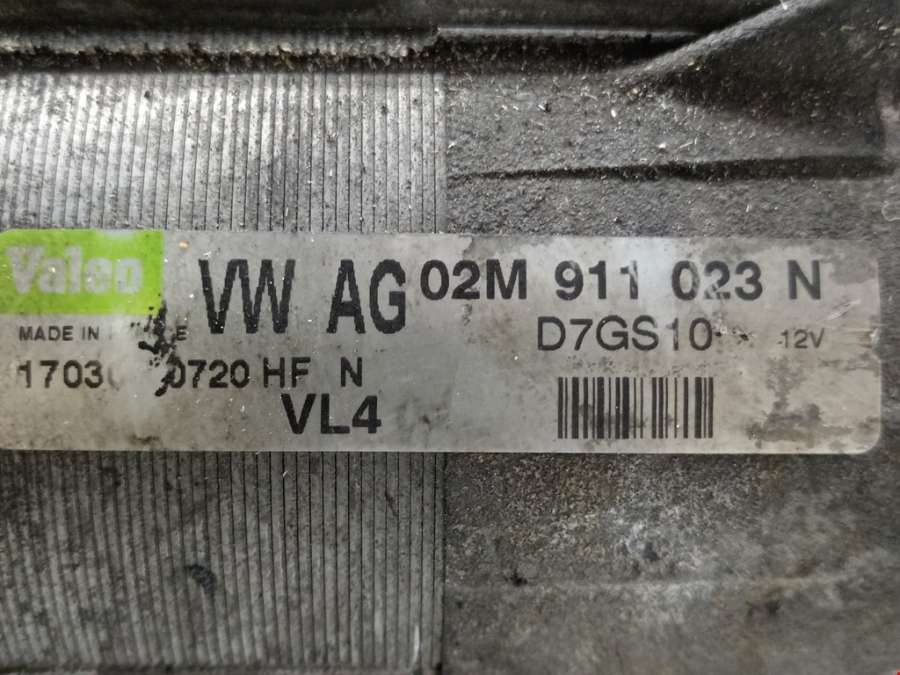 Valeo
VW AG 02M 911 023 N
MADE IN
D7GS10 12V
0720 HF N
VL4